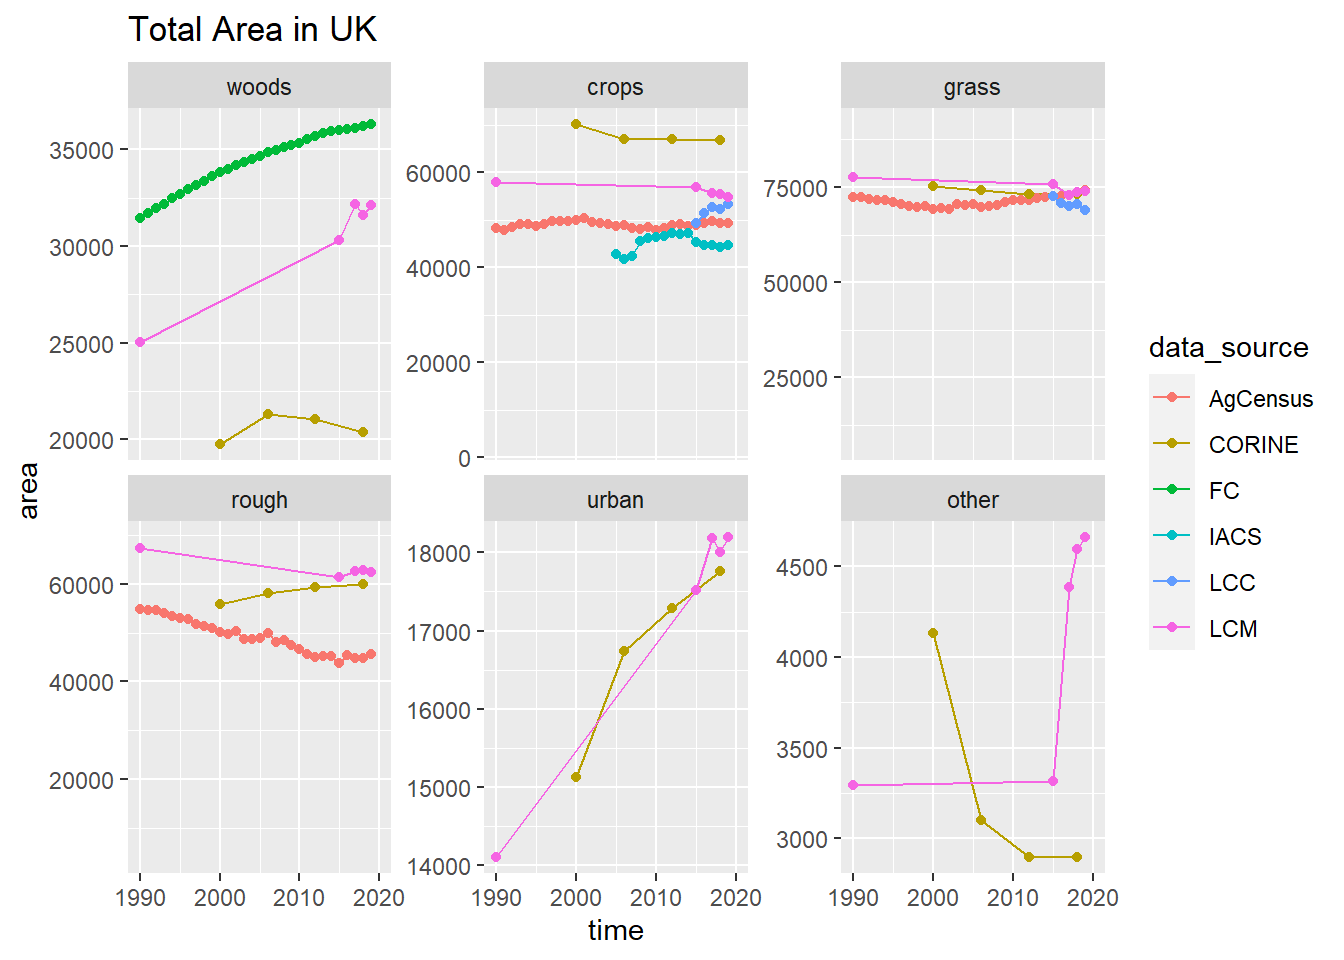 Total Area in UK
woods
crops
grass
35000
30000
25000
20000
60000
40000
20000
0
75000
50000
25000
area
rough
urban
other
60000
40000
20000
18000
17000
16000
15000
14000
4500
4000
3500
3000
1990 2000 2010 2020
1990 2000 2010 2020
1990 2000 2010 2020
time
data_source
AgCensus
CORINE
FC
IACS
LCC
LCM